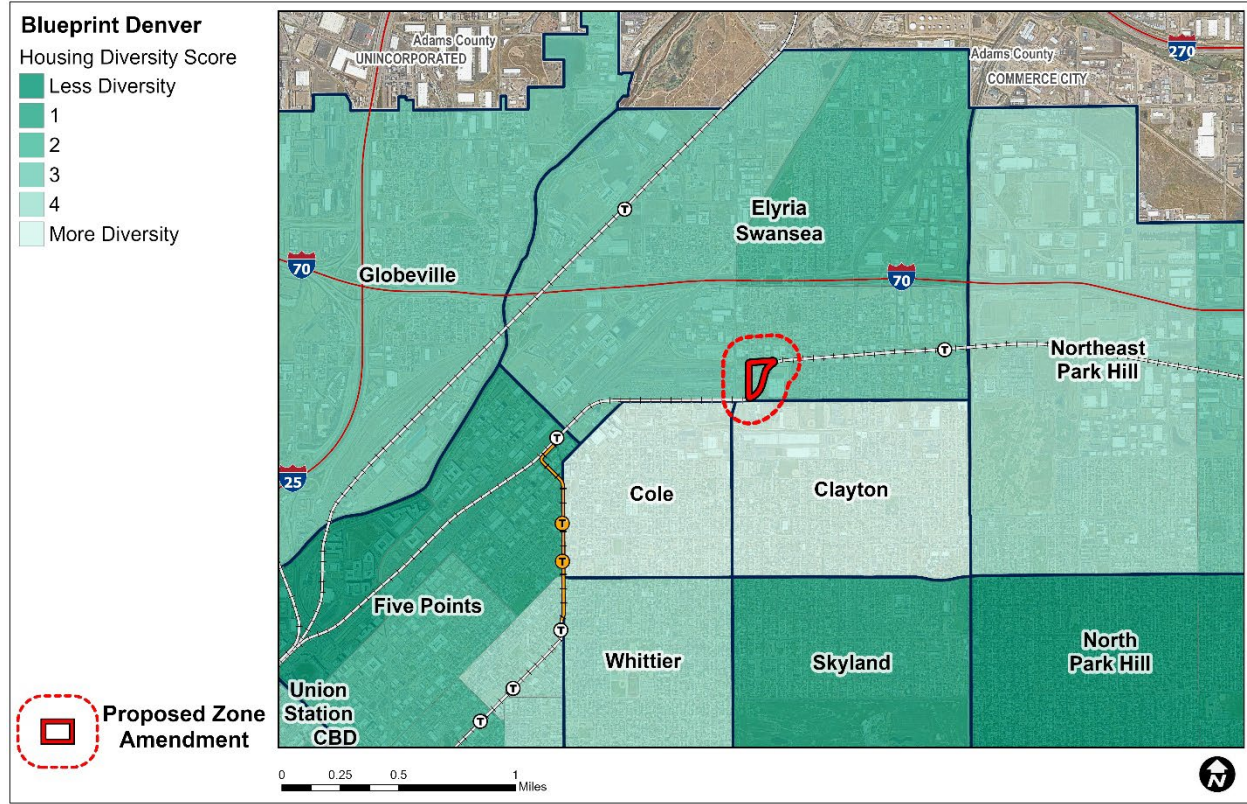 Blueprint Denver
Housing Diversity Score
Less Diversity
1
2
3
4
More Diversity
Proposed Zone
Amendment
Adams County
UNINCORPORATED
Adams County
COMMERCE CITY
270
Elyria
Swansea
70
Globeville
70
Northeast
Park Hill
T
T
T
25
Cole
Clayton
T
T
Five Points
T
Whittier
Skyland
North
Park Hill
Union
Station
CBD
T
T
0 0.25 0.5 1
Miles
N